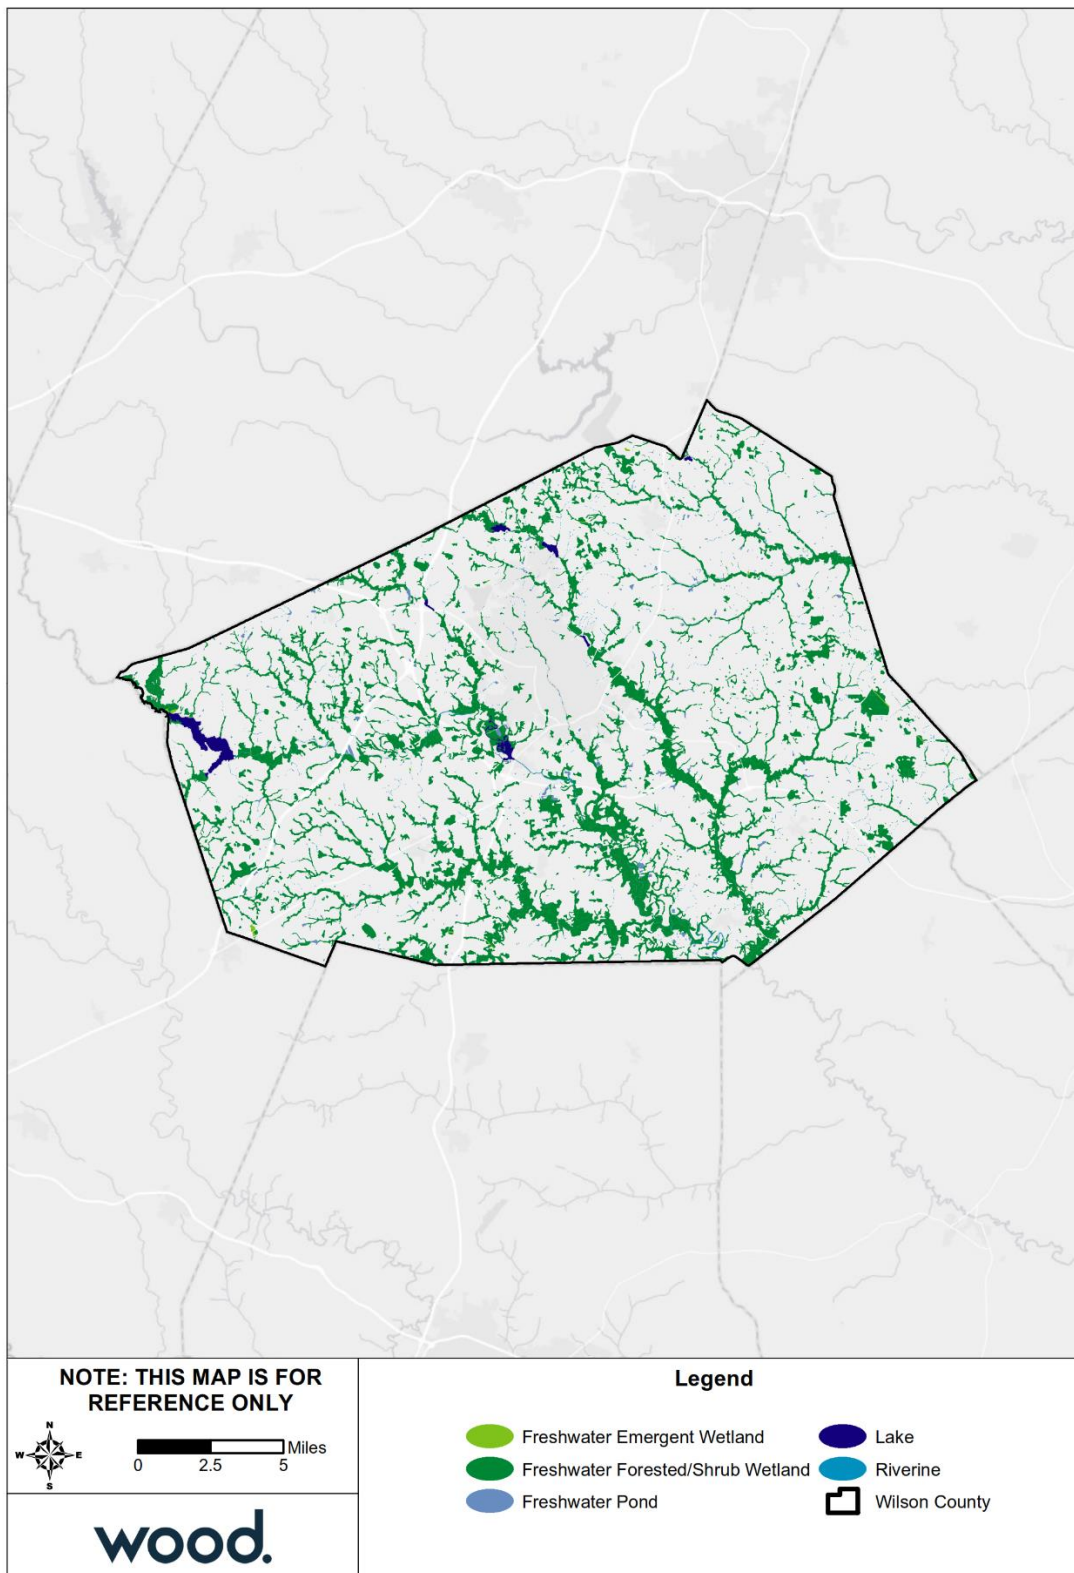 NOTE: THIS MAP IS FOR
REFERENCE ONLY
N
W E
S
Miles
0 2.5 5
wood.
Legend
Freshwater Emergent Wetland
Freshwater Forested/Shrub Wetland
Freshwater Pond
Lake
Riverine
Wilson County